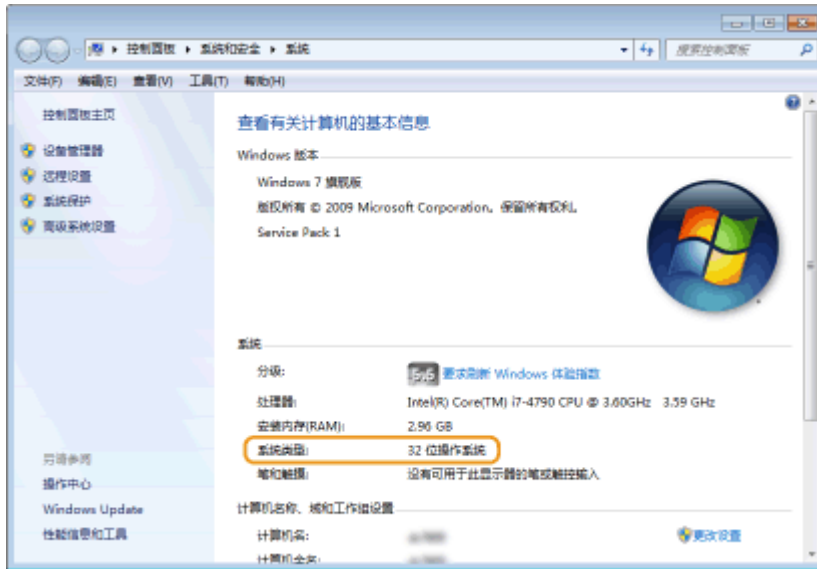 控制面板 ▸ 系统和安全 ▸ 系统
搜索控制面板
文件(F) 编辑(E) 查看(V) 工具(T) 帮助(H)
控制面板主页
设备管理器
远程设置
系统保护
高级系统设置
另请参阅
操作中心
Windows Update
性能信息和工具
查看有关计算机的基本信息
Windows 版本
Windows 7 旗舰版
版权所有 © 2009 Microsoft Corporation。保留所有权利。
Service Pack 1
系统
分级: 5.6 要求刷新 Windows 体验指数
处理器: Intel(R) Core(TM) i7-4790 CPU @ 3.60GHz 3.59 GHz
安装内存(RAM): 2.96 GB
系统类型: 32 位操作系统
笔和触摸: 没有可用于此显示器的笔或触控输入
计算机名称、域和工作组设置
计算机名:
更改设置
计算机全名: